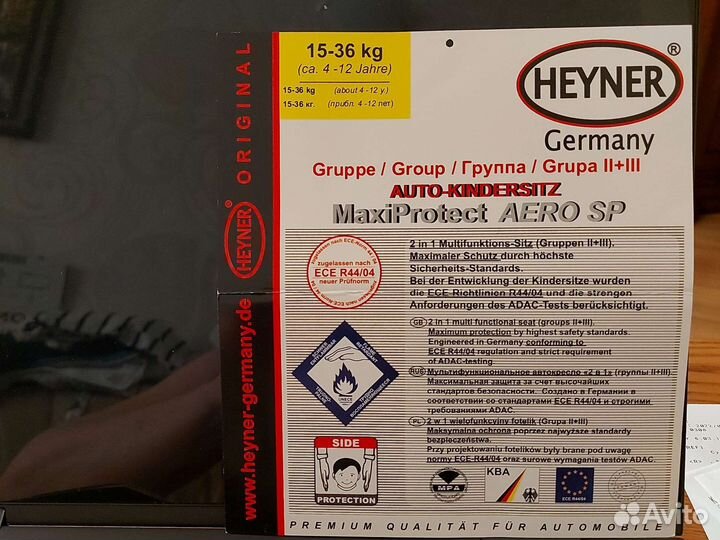 15-36 kg
(ca. 4 -12 Jahre)
15-36 kg (about 4 -12 y.)
15-36 кг. (прибл. 4 -12 лет)
HEYNER ®
Germany
Gruppe / Group / Группа / Grupa II+III
AUTO-KINDERSITZ
MaxiProtect AERO SP
ORIGINAL
HEYNER
www.heyner-germany.de
zugelassen nach
ECE R44/04
neuer Prüfnorm
2 in 1 Multifunktions-Sitz (Gruppen II+III).
Maximaler Schutz durch höchste
Sicherheits-Standards.
Bei der Entwicklung der Kindersitze wurden
die ECE-Richtlinien R44/04 und die strengen
Anforderungen des ADAC-Tests berücksichtigt.
GB 2 in 1 multi functional seat (groups II+III).
Maximum protection by highest safety standards.
Engineered in Germany conforming to
ECE R44/04 regulation and strict requirement
of ADAC-testing.
RUS Мультифункциональное автокресло «2 в 1» (группы II+III).
Максимальная защита за счет высочайших
стандартов безопасности. Создано в Германии в
соответствии со стандартами ECE R44/04 и строгими
требованиями ADAC.
PL 2 w 1 wielofunkcyjny fotelik (Grupa II+III)
Maksymalna ochrona poprzez najwyższe standardy
bezpieczeństwa.
Przy projektowaniu fotelików były brane pod uwagę
normy ECE-R44/04 oraz surowe wymagania testów ADAC.
UNECE
SIDE
PROTECTION
MPA
KBA
ECE R44/04
PREMIUM QUALITÄT FÜR AUTOMOBILE
Avito